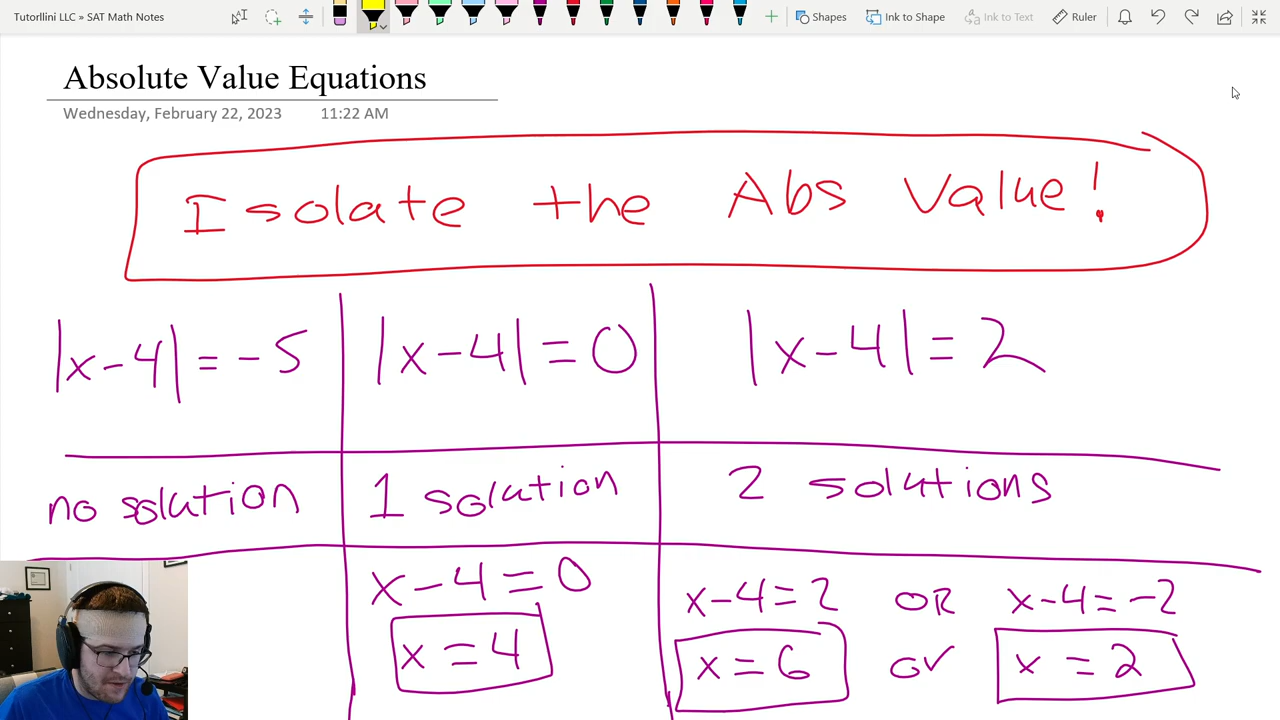 Tutorllini LLC » SAT Math Notes
Shapes Ink to Shape Ink to Text Ruler
Absolute Value Equations
Wednesday, February 22, 2023 11:22 AM
Isolate the Abs Value!
|x-4| = -5 |x-4| = 0 |x-4| = 2
no solution 1 solution 2 solutions
x-4=0 x-4=2 OR x-4=-2
x=4 x=6 or x=2